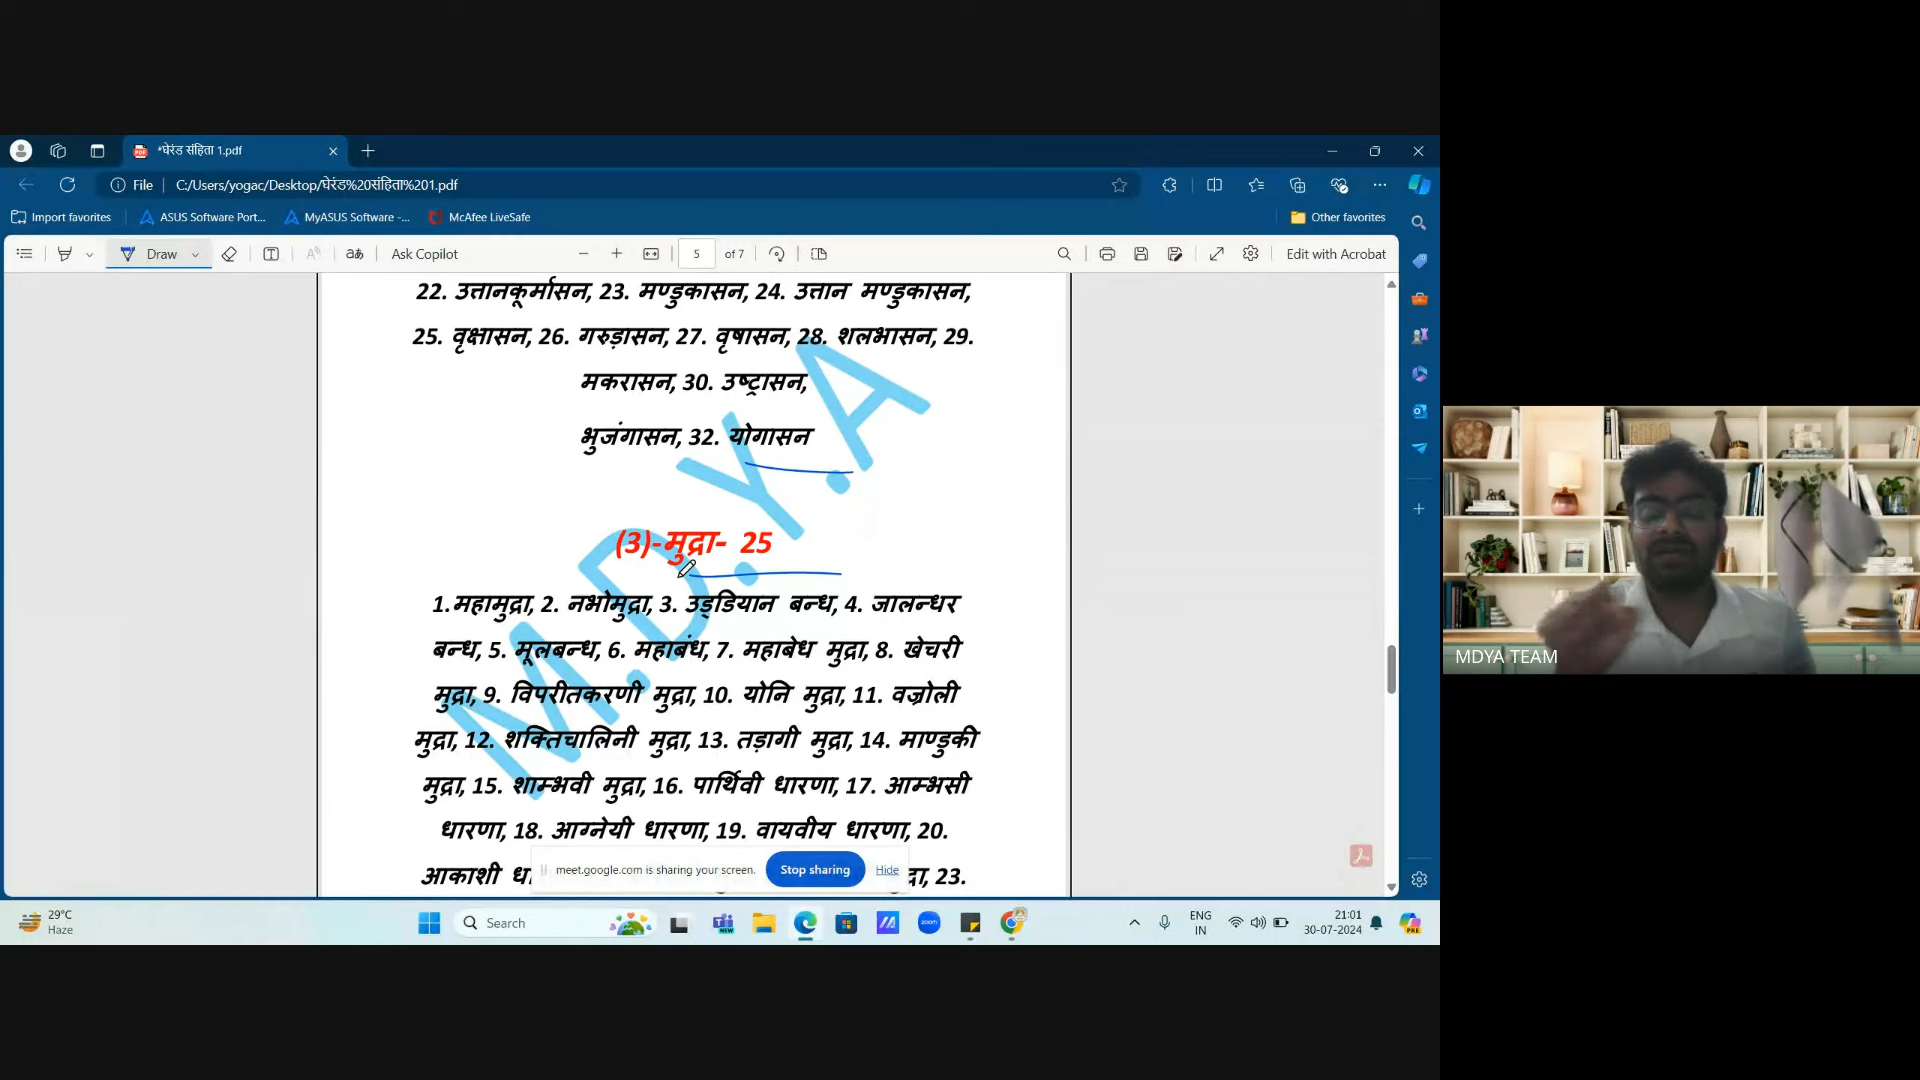 *घेरंड संहिता 1.pdf
File
C:/Users/yogac/Desktop/घेरंड%20संहिता%201.pdf
Import favorites
ASUS Software Port...
MyASUS Software -...
McAfee LiveSafe
Other favorites
Draw
Ask Copilot
5 of 7
Edit with Acrobat
22. उत्तानकूर्मासन, 23. मण्डुकासन, 24. उत्तान मण्डुकासन,
25. वृक्षासन, 26. गरुड़ासन, 27. वृषासन, 28. शलभासन, 29.
मकरासन, 30. उष्ट्रासन,
भुजंगासन, 32. योगासन
(3)-मुद्रा- 25
1.महामुद्रा, 2. नभोमुद्रा, 3. उड्डियान बन्ध, 4. जालन्धर
बन्ध, 5. मूलबन्ध, 6. महाबंध, 7. महाबेध मुद्रा, 8. खेचरी
मुद्रा, 9. विपरीतकरणी मुद्रा, 10. योनि मुद्रा, 11. वज्रोली
मुद्रा, 12. शक्तिचालिनी मुद्रा, 13. तड़ागी मुद्रा, 14. माण्डुकी
मुद्रा, 15. शाम्भवी मुद्रा, 16. पार्थिवी धारणा, 17. आम्भसी
धारणा, 18. आग्नेयी धारणा, 19. वायवीय धारणा, 20.
आकाशी 23.
M.D.Y.A
meet.google.com is sharing your screen.
Stop sharing
Hide
MDYA TEAM
29°C
Haze
Search
NEW
zoom
ENG
IN
21:01
30-07-2024
PRE